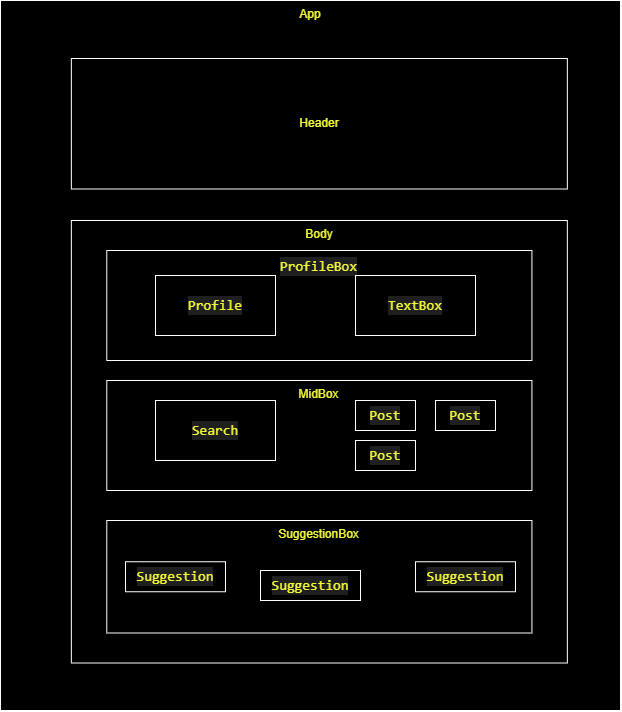 App
Header
Body
ProfileBox
Profile
TextBox
MidBox
Search
Post
Post
Post
SuggestionBox
Suggestion
Suggestion
Suggestion